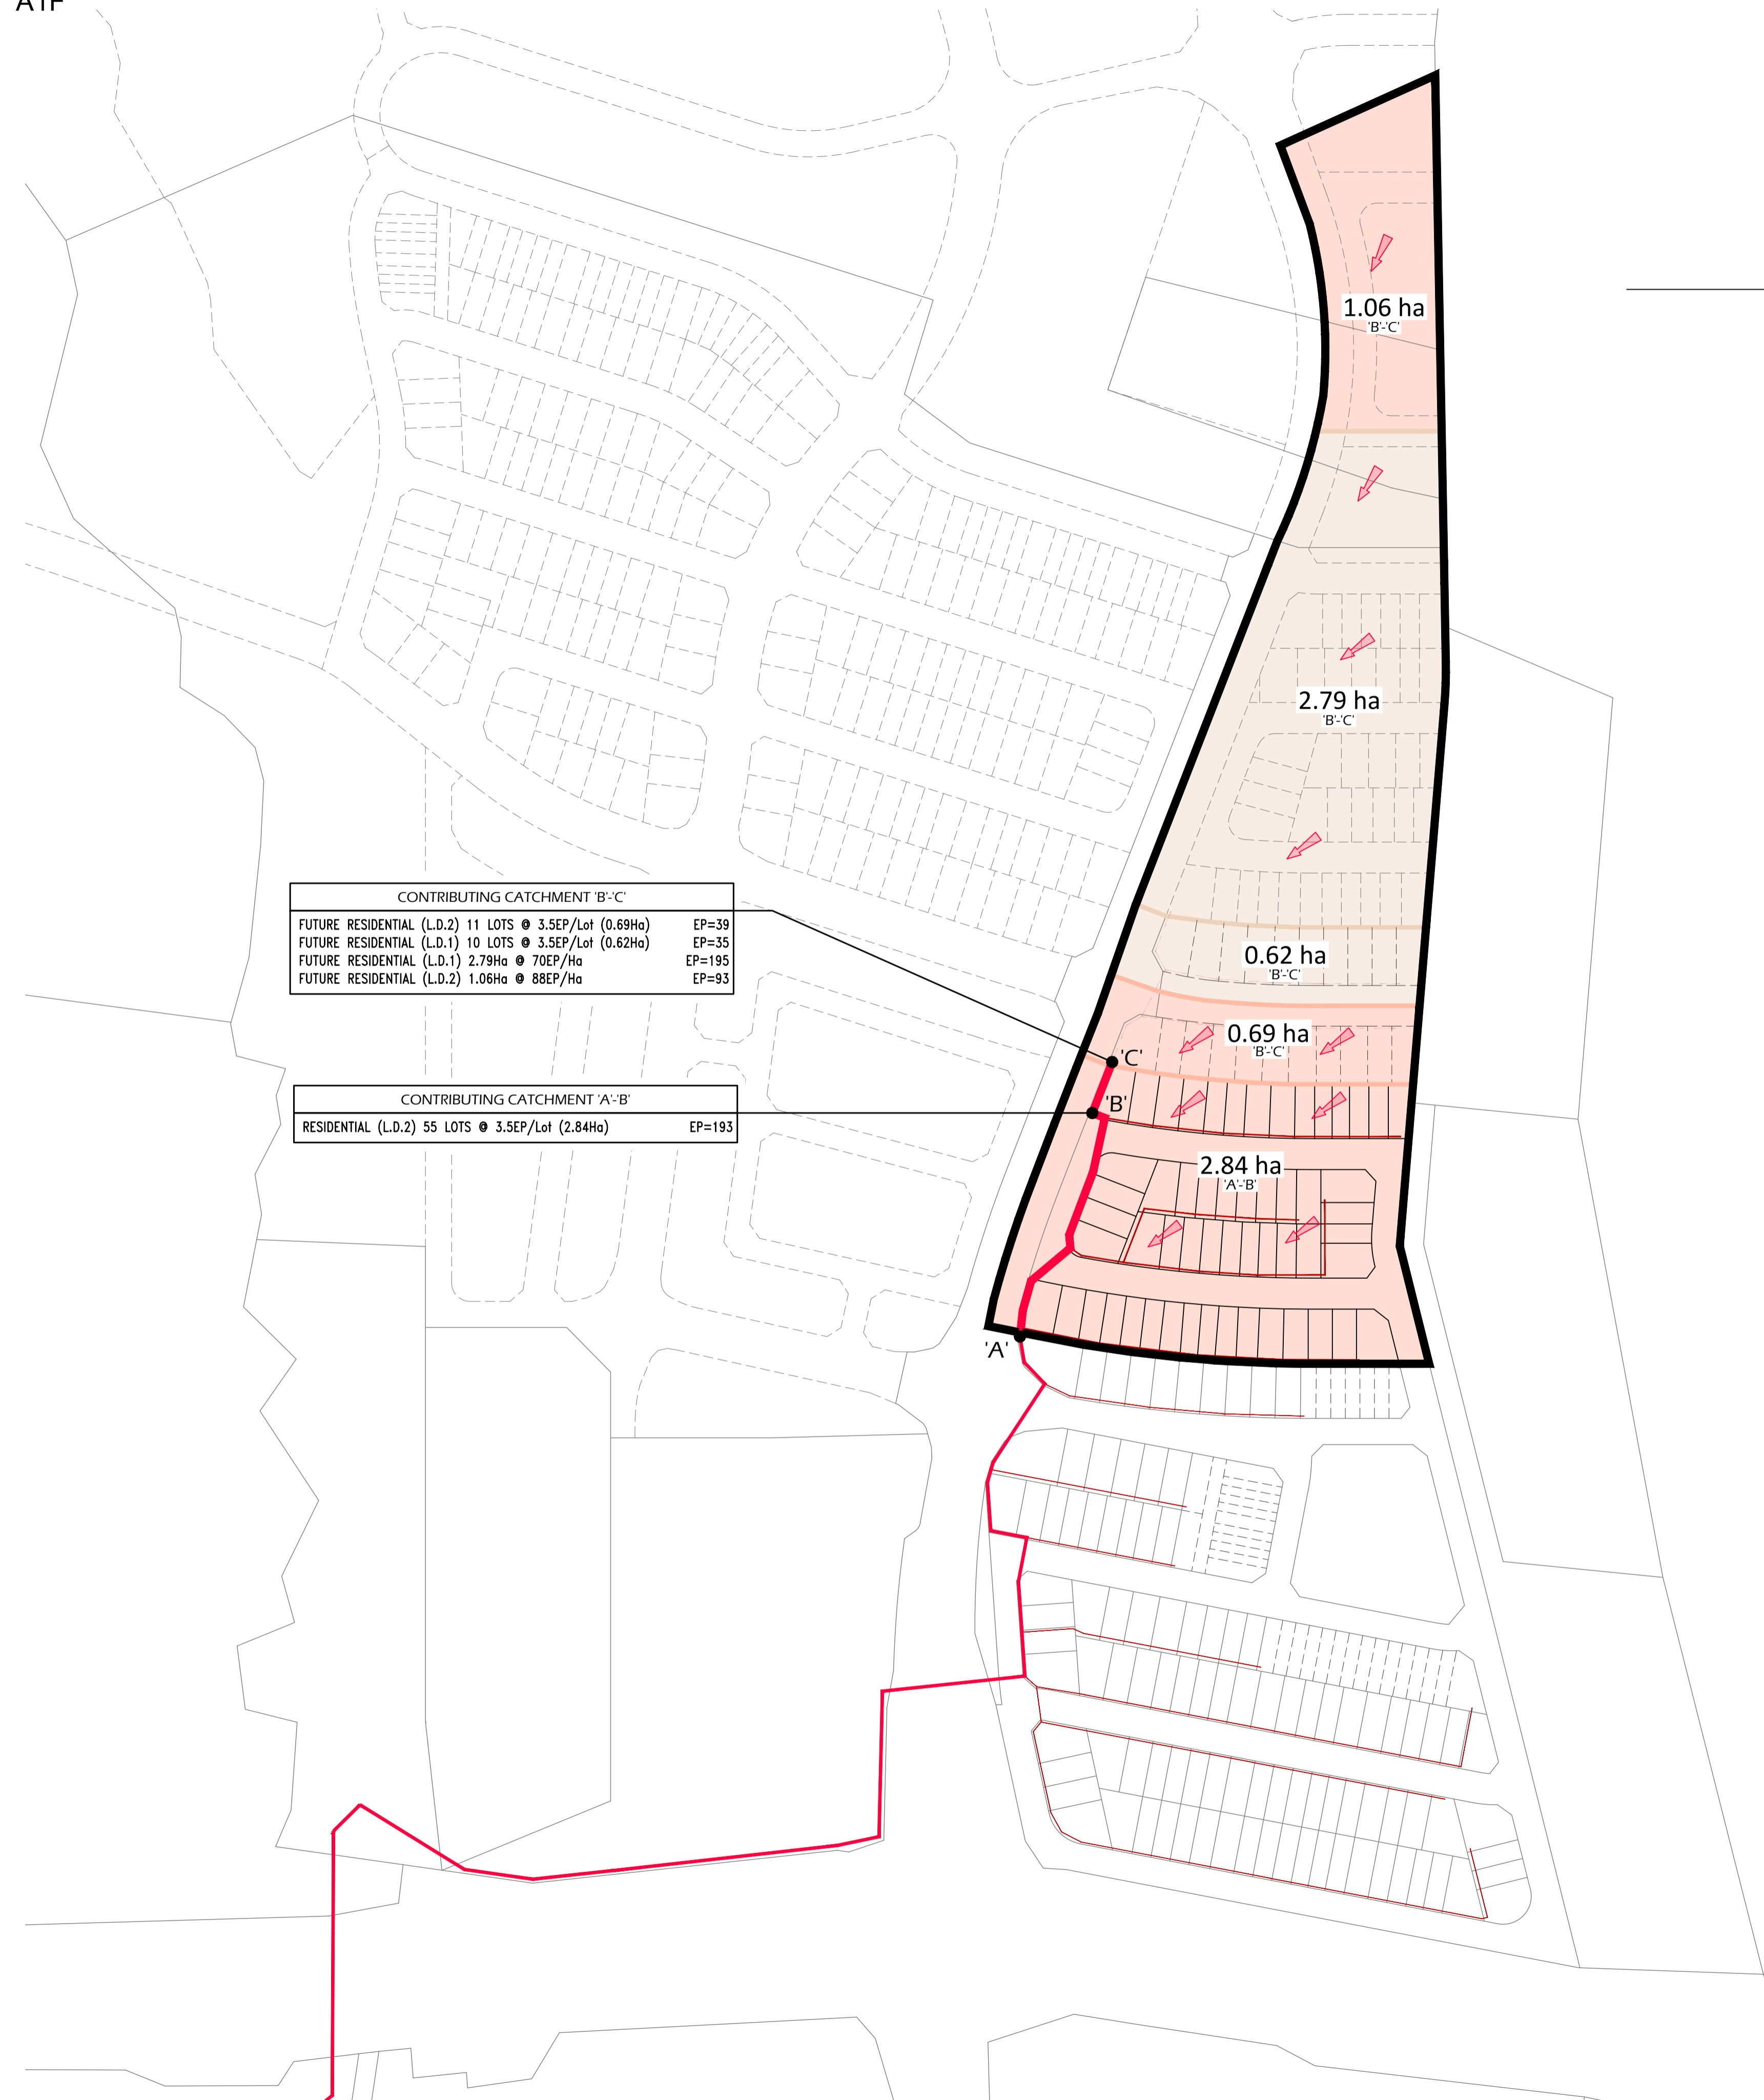 1.06 ha
'B'-'C'
2.79 ha
'B'-'C'
CONTRIBUTING CATCHMENT 'B'-'C'
FUTURE RESIDENTIAL (L.D.2) 11 LOTS @ 3.5EP/Lot (0.69Ha) EP=39
FUTURE RESIDENTIAL (L.D.1) 10 LOTS @ 3.5EP/Lot (0.62Ha) EP=35
FUTURE RESIDENTIAL (L.D.1) 2.79Ha @ 70EP/Ha EP=195
FUTURE RESIDENTIAL (L.D.2) 1.06Ha @ 88EP/Ha EP=93
0.62 ha
'B'-'C'
0.69 ha
'B'-'C'
'C'
CONTRIBUTING CATCHMENT 'A'-'B'
RESIDENTIAL (L.D.2) 55 LOTS @ 3.5EP/Lot (2.84Ha) EP=193
'B'
2.84 ha
'A'-'B'
'A'